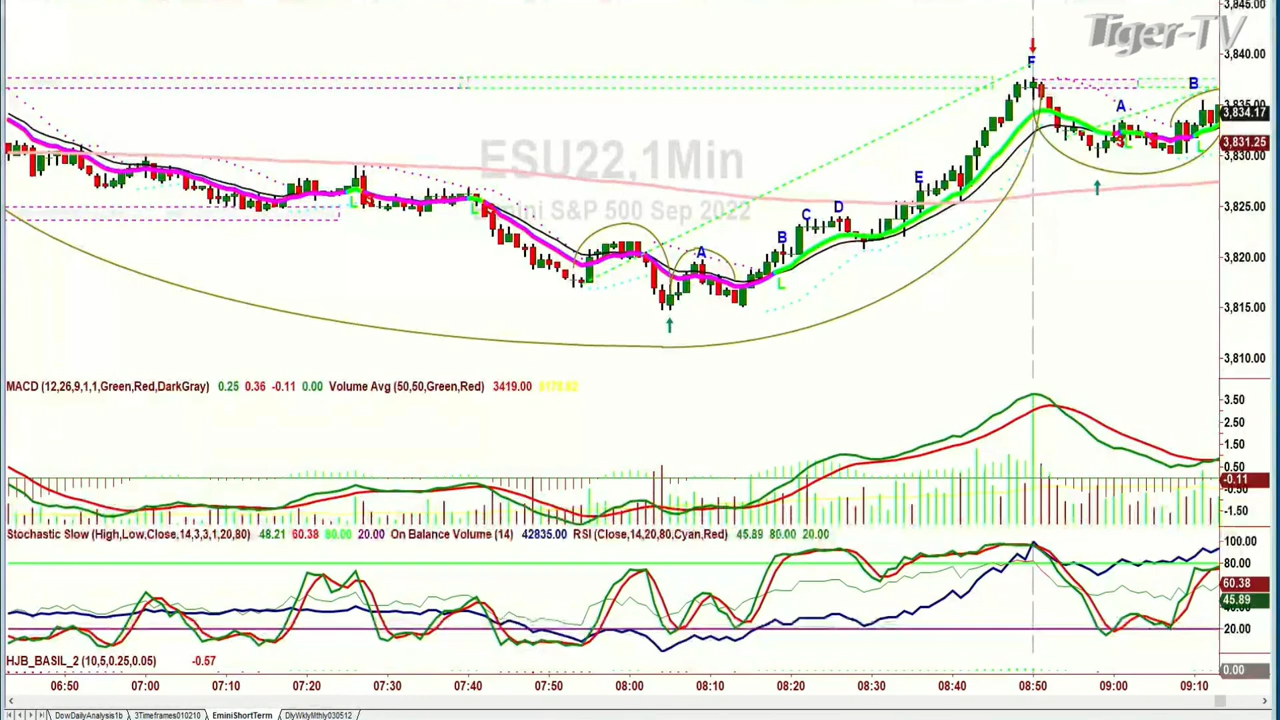 3,845.00
Tiger-TV
3,840.00
F
B
A
3,835.00
3,834.17
ESU22,1Min
S
L
L
3,831.25
3,830.00
E
L
S
L
S
Emini S&P 500 Sep 2022
C
D
3,825.00
A
B
3,820.00
L
3,815.00
3,810.00
MACD (12,26,9,1,1,Green,Red,DarkGray) 0.25 0.36 -0.11 0.00 Volume Avg (50,50,Green,Red) 3419.00
3.50
2.50
1.50
0.50
-0.11
-0.50
-1.50
Stochastic Slow (High,Low,Close,14,3,3,1,20,80) 48.21 60.38 80.00 20.00 On Balance Volume (14) 42835.00 RSI (Close,14,20,80,Cyan,Red) 45.89 80.00 20.00
100.00
80.00
60.38
45.89
40.00
20.00
HJB_BASIL_2 (10,5,0.25,0.05) -0.57
0.00
06:50 07:00 07:10 07:20 07:30 07:40 07:50 08:00 08:10 08:20 08:30 08:40 08:50 09:00 09:10
DowDailyAnalysis1b 3Timeframes010210 EminiShortTerm DlyWklyMthly030512